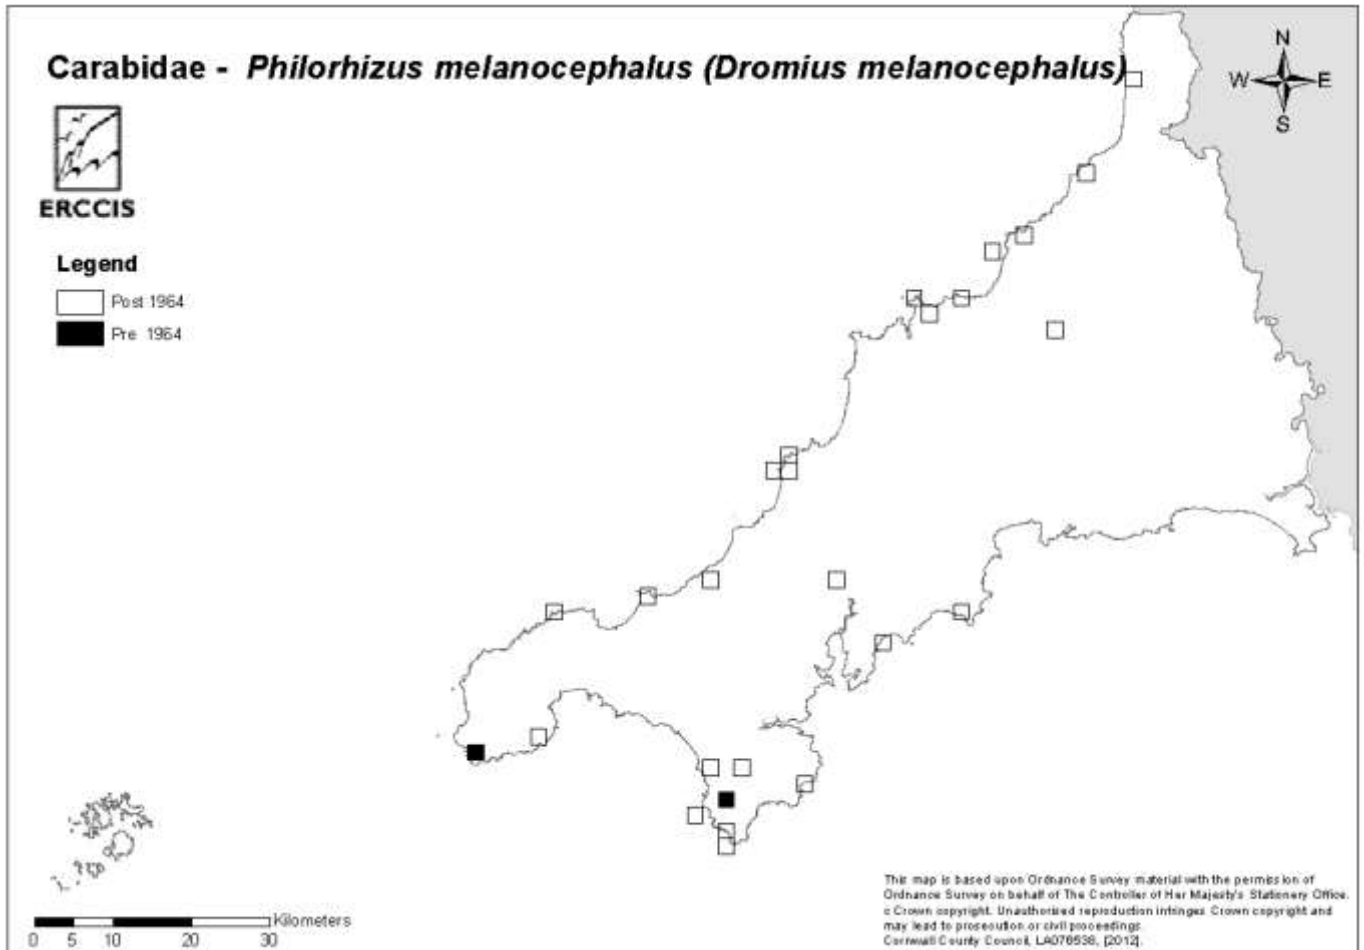 Carabidae - Philorhizus melanocephalus (Dromius melanocephalus)
N
W E
S
ERCCIS
Legend
Post 1964
Pre 1964
This map is based upon Ordnance Survey material with the permission of
Ordnance Survey on behalf of The Controller of Her Majesty's Stationery Office.
c Crown copyright. Unauthorised reproduction infringes Crown copyright and
may lead to prosecution or civil proceedings.
Cornwall County Council, LA076538, [2012].
Kilometers
0 5 10 20 30